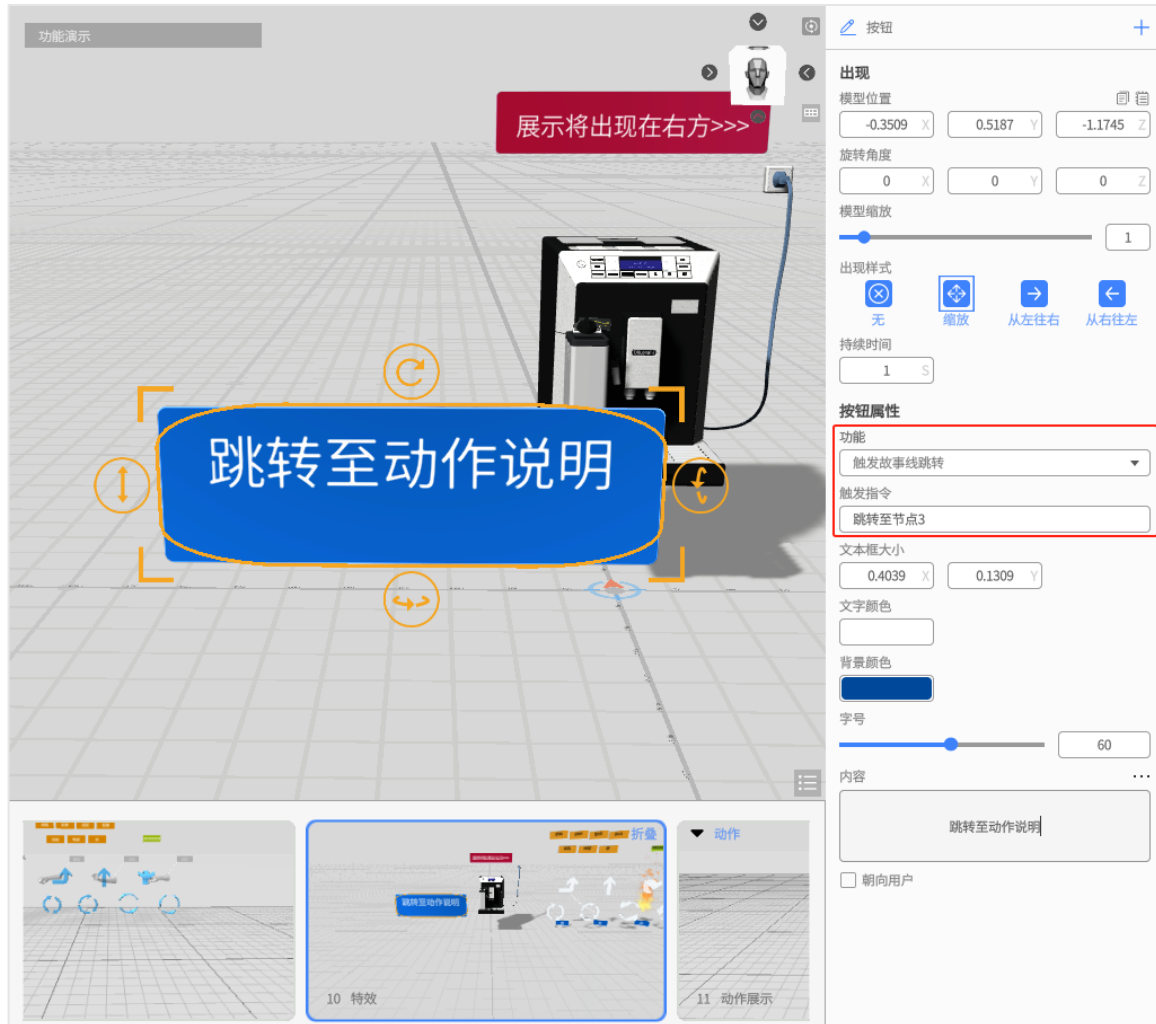 功能演示
展示将出现在右方>>>
跳转至动作说明
折叠
跳转至动作说明
10 特效
动作
11 动作展示
按钮
出现
模型位置
-0.3509 X 0.5187 Y -1.1745 Z
旋转角度
0 X 0 Y 0 Z
模型缩放
1
出现样式
无 缩放 从左往右 从右往左
持续时间
1 S
按钮属性
功能
触发故事线跳转
触发指令
跳转至节点3
文本框大小
0.4039 X 0.1309 Y
文字颜色
背景颜色
字号
60
内容
跳转至动作说明
朝向用户